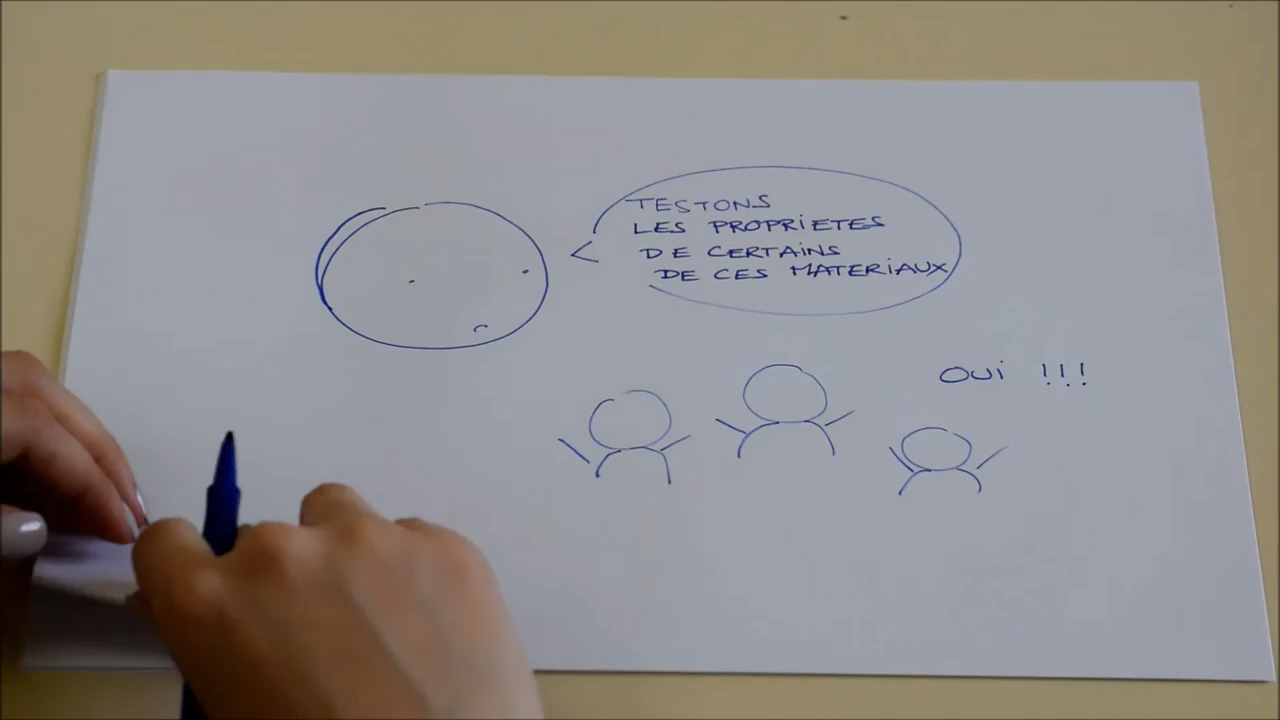 TESTONS
LES PROPRiETES
DE CERTAiNS
DE CES MATERiAUX
OUi !!!